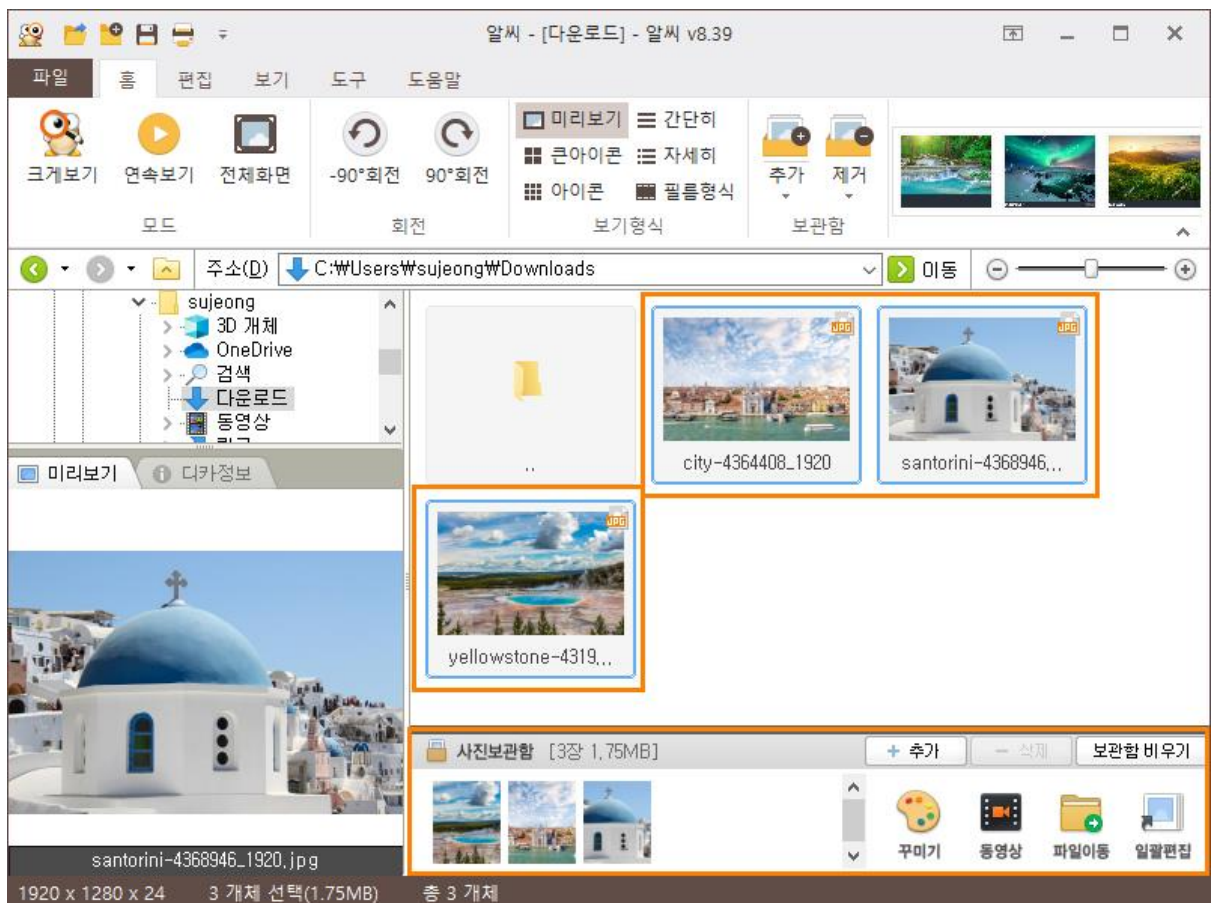 알씨 - [다운로드] - 알씨 v8.39
파일 홈 편집 보기 도구 도움말
미리보기 간단히
큰아이콘 자세히
크게보기 연속보기 전체화면 -90°회전 90°회전 추가 제거
아이콘 필름형식
모드 회전 보기형식 보관함
주소(D) C:₩Users₩sujeong₩Downloads 이동
sujeong
3D 개체
OneDrive
검색
다운로드
동영상
미리보기 디카정보
santorini-4368946_1920.jpg
JPG JPG
.. city-4364408_1920 santorini-4368946...
JPG
yellowstone-4319...
사진보관함 [3장 1.75MB] + 추가 - 삭제 보관함 비우기
꾸미기 동영상 파일이동 일괄편집
1920 x 1280 x 24 3 개체 선택(1.75MB) 총 3 개체